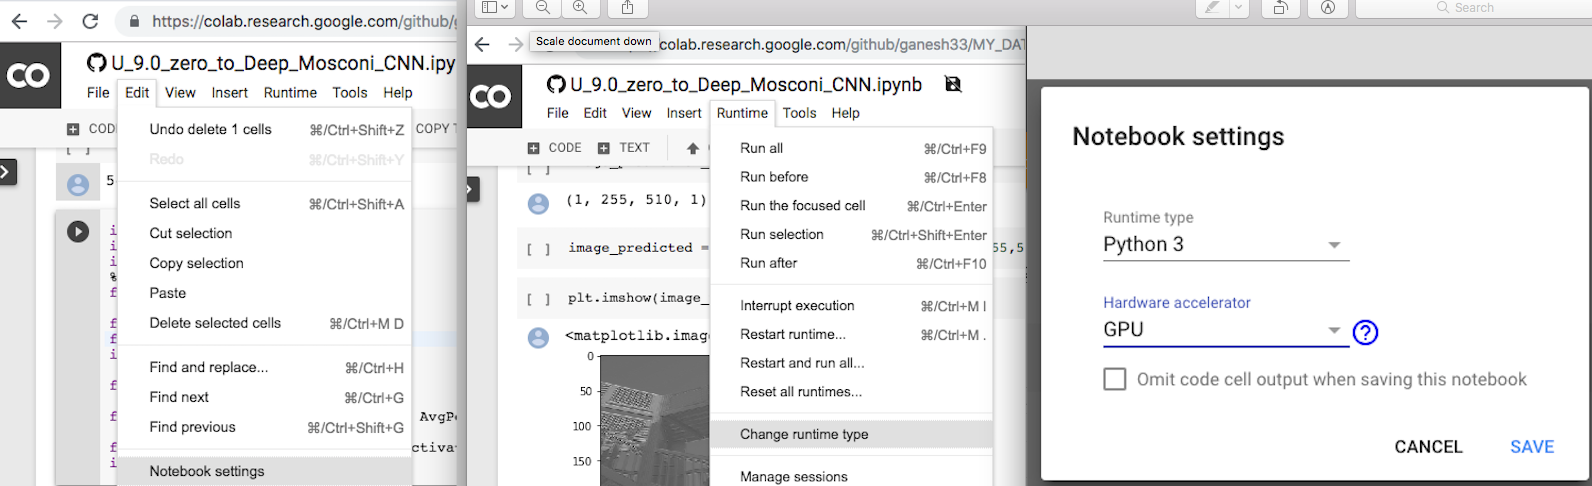 https://colab.research.google.com/github/g
CO
U_9.0_zero_to_Deep_Mosconi_CNN.ipy
File Edit View Insert Runtime Tools Help
COD
COPY T
Undo delete 1 cells ⌘/Ctrl+Shift+Z
Redo ⌘/Ctrl+Shift+Y
[ ]
5
Select all cells ⌘/Ctrl+Shift+A
Cut selection
Copy selection
%
Paste
Delete selected cells ⌘/Ctrl+M D
Find and replace... ⌘/Ctrl+H
Find next ⌘/Ctrl+G
AvgPo
Find previous ⌘/Ctrl+Shift+G
ctivat
Notebook settings
Search
Scale document down
colab.research.google.com/github/ganesh33/MY_DAT
CO
U_9.0_zero_to_Deep_Mosconi_CNN.ipynb
File Edit View Insert Runtime Tools Help
CODE TEXT
Run all ⌘/Ctrl+F9
[ ]
Run before ⌘/Ctrl+F8
(1, 255, 510, 1)
Run the focused cell ⌘/Ctrl+Enter
Run selection ⌘/Ctrl+Shift+Enter
[ ] image_predicted = 55,5
Run after ⌘/Ctrl+F10
[ ] plt.imshow(image_
Interrupt execution ⌘/Ctrl+M I
<matplotlib.imag
Restart runtime... ⌘/Ctrl+M .
0
Restart and run all...
50
Reset all runtimes...
100
Change runtime type
150
Manage sessions
Notebook settings
Runtime type
Python 3
Hardware accelerator
GPU
?
Omit code cell output when saving this notebook
CANCEL SAVE